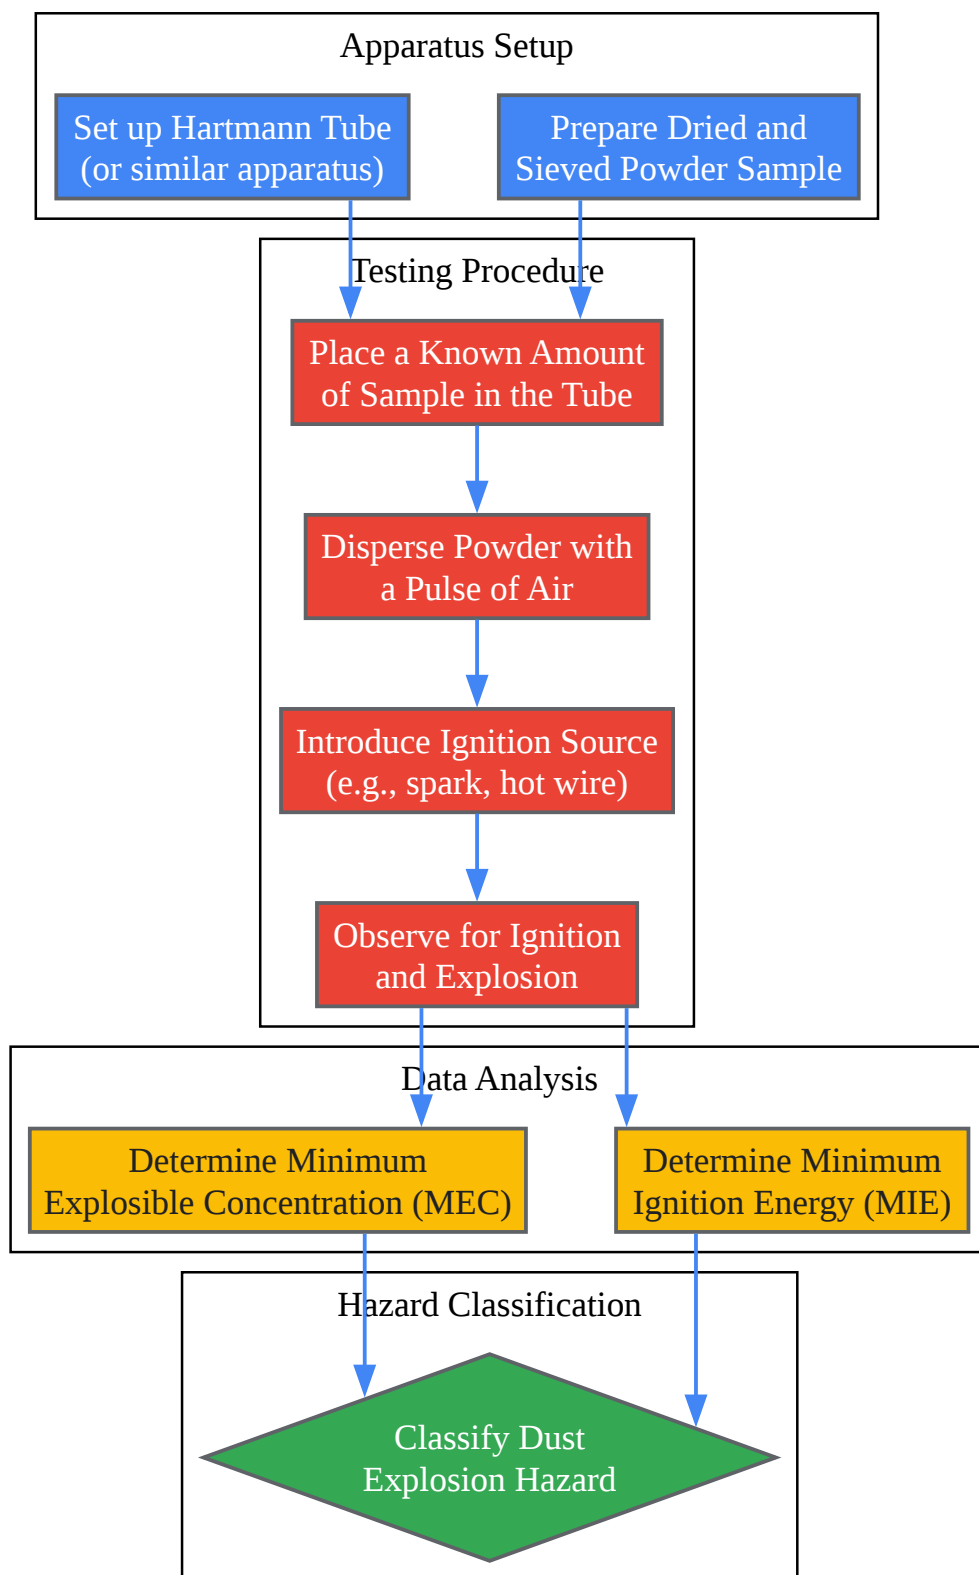 Apparatus Setup
Set up Hartmann Tube
(or similar apparatus)
Prepare Dried and
Sieved Powder Sample
Testing Procedure
Place a Known Amount
of Sample in the Tube
Disperse Powder with
a Pulse of Air
Introduce Ignition Source
(e.g., spark, hot wire)
Observe for Ignition
and Explosion
Data Analysis
Determine Minimum
Explosible Concentration (MEC)
Determine Minimum
Ignition Energy (MIE)
Hazard Classification
Classify Dust
Explosion Hazard